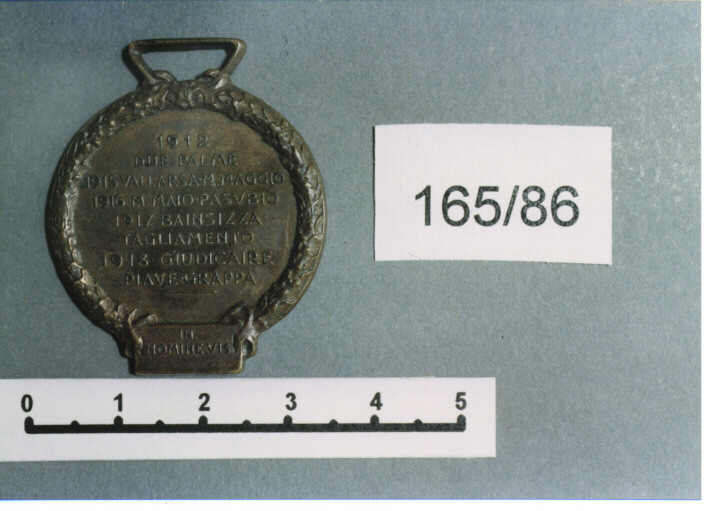 1912
DUE PALME
1915 VALLARSA·M. MAGGIO
1916 M. MAIO·PASUBIO
1917 BAINSIZZA
TAGLIAMENTO
1918 GIUDICAIRE
PIAVE·GRAPPA
IN
NOMINE VIS
165/86
0 1 2 3 4 5